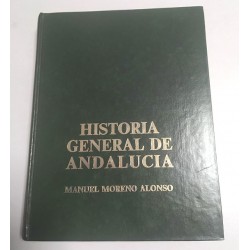 HISTORIA
GENERAL DE
ANDALUCIA
MANUEL MORENO ALONSO